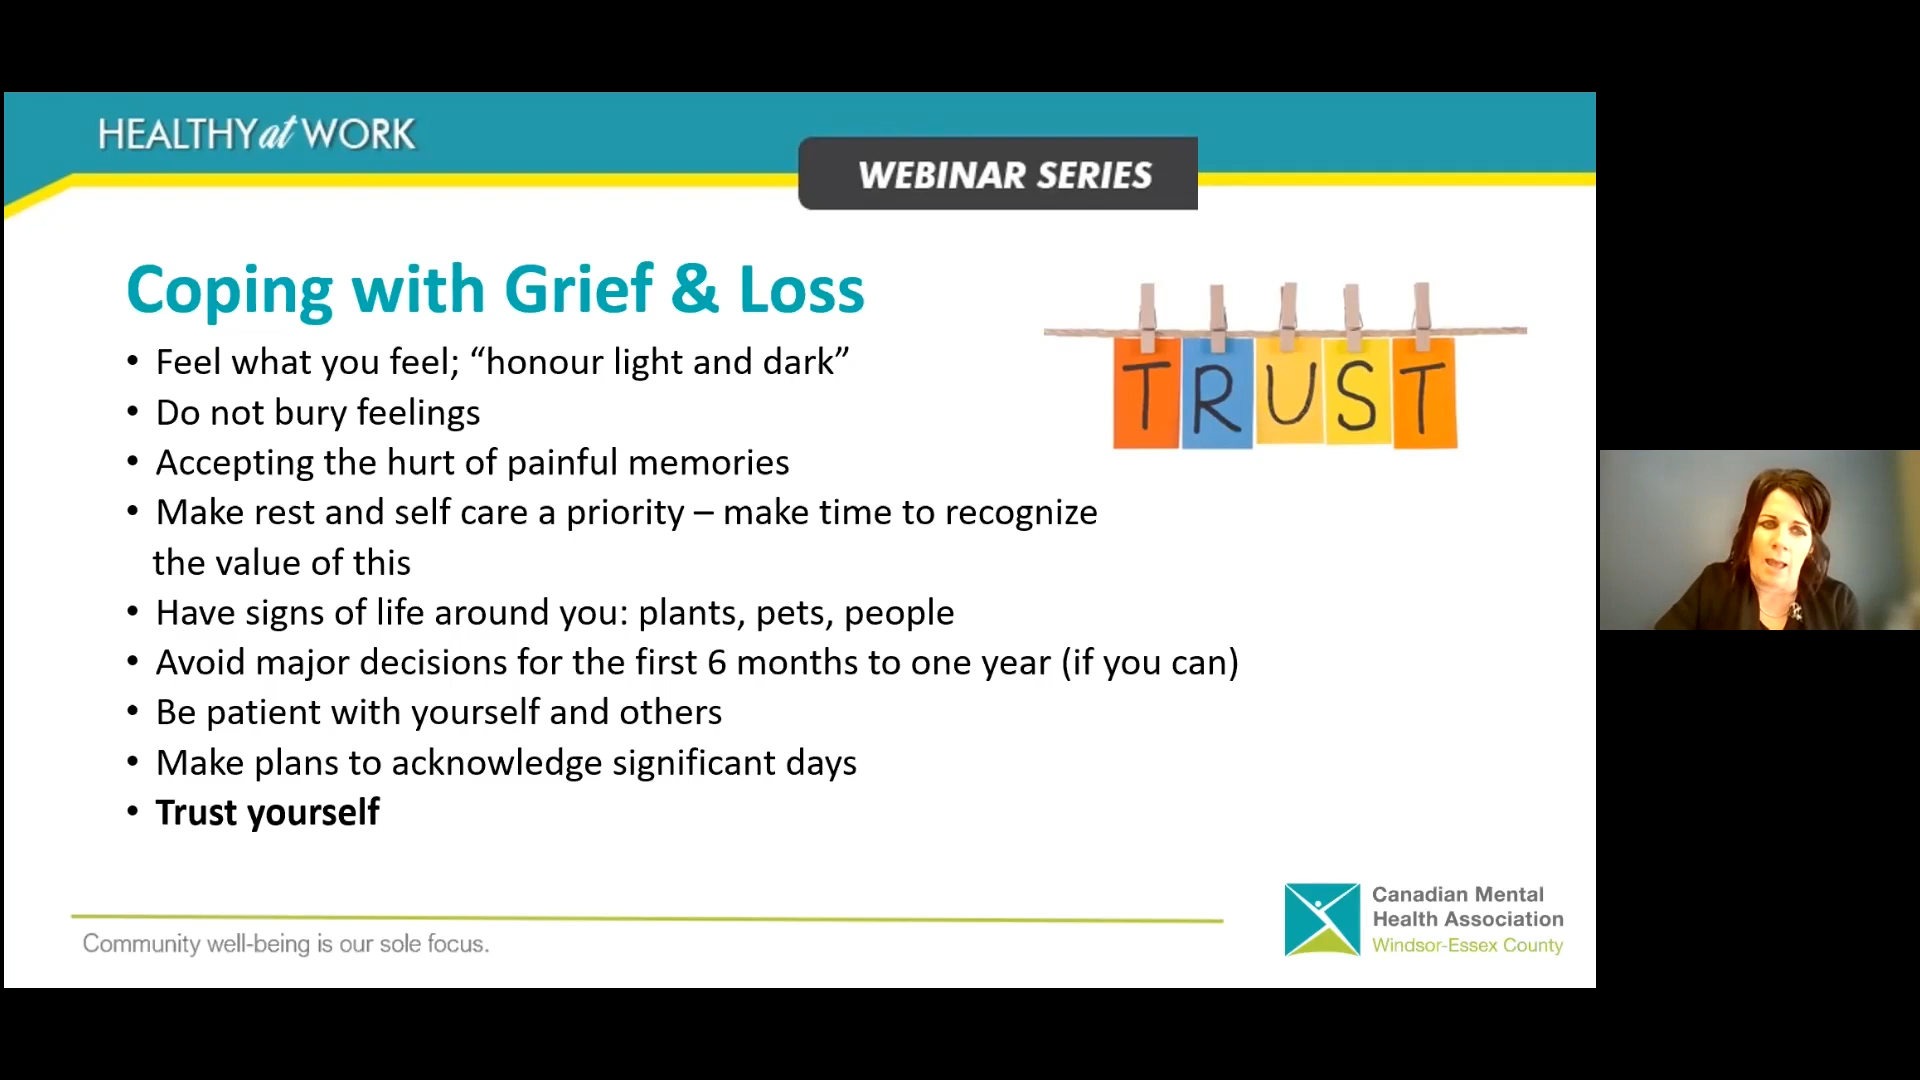 HEALTHY at WORK
WEBINAR SERIES
Coping with Grief & Loss
TRUST
• Feel what you feel; “honour light and dark”
• Do not bury feelings
• Accepting the hurt of painful memories
• Make rest and self care a priority – make time to recognize
the value of this
• Have signs of life around you: plants, pets, people
• Avoid major decisions for the first 6 months to one year (if you can)
• Be patient with yourself and others
• Make plans to acknowledge significant days
• Trust yourself
Community well-being is our sole focus.
Canadian Mental
Health Association
Windsor-Essex County